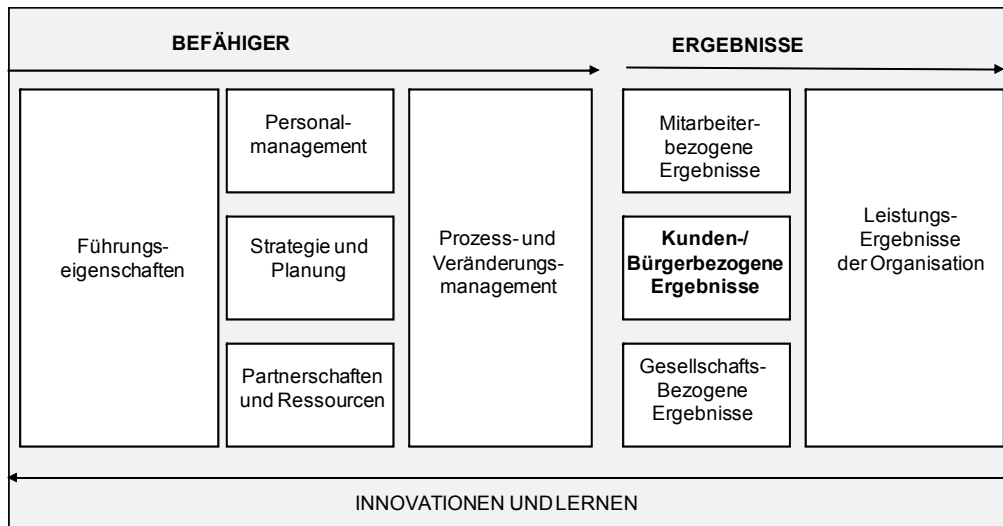 BEFÄHIGER
ERGEBNISSE
Führungs-
eigenschaften
Personal-
management
Strategie und
Planung
Partnerschaften
und Ressourcen
Prozess- und
Veränderungs-
management
Mitarbeiter-
bezogene
Ergebnisse
Kunden-/
Bürgerbezogene
Ergebnisse
Gesellschafts-
Bezogene
Ergebnisse
Leistungs-
Ergebnisse
der Organisation
INNOVATIONEN UND LERNEN